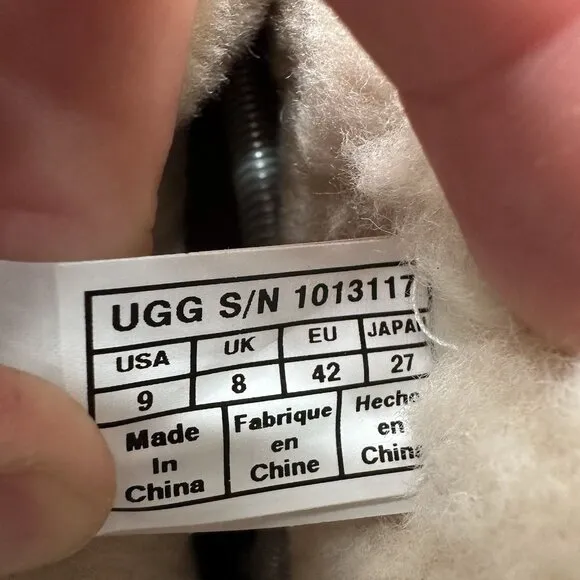 UGG S/N 1013117
USA UK EU JAPAN
9 8 42 27
Made Fabrique Hecho
In en en
China Chine China